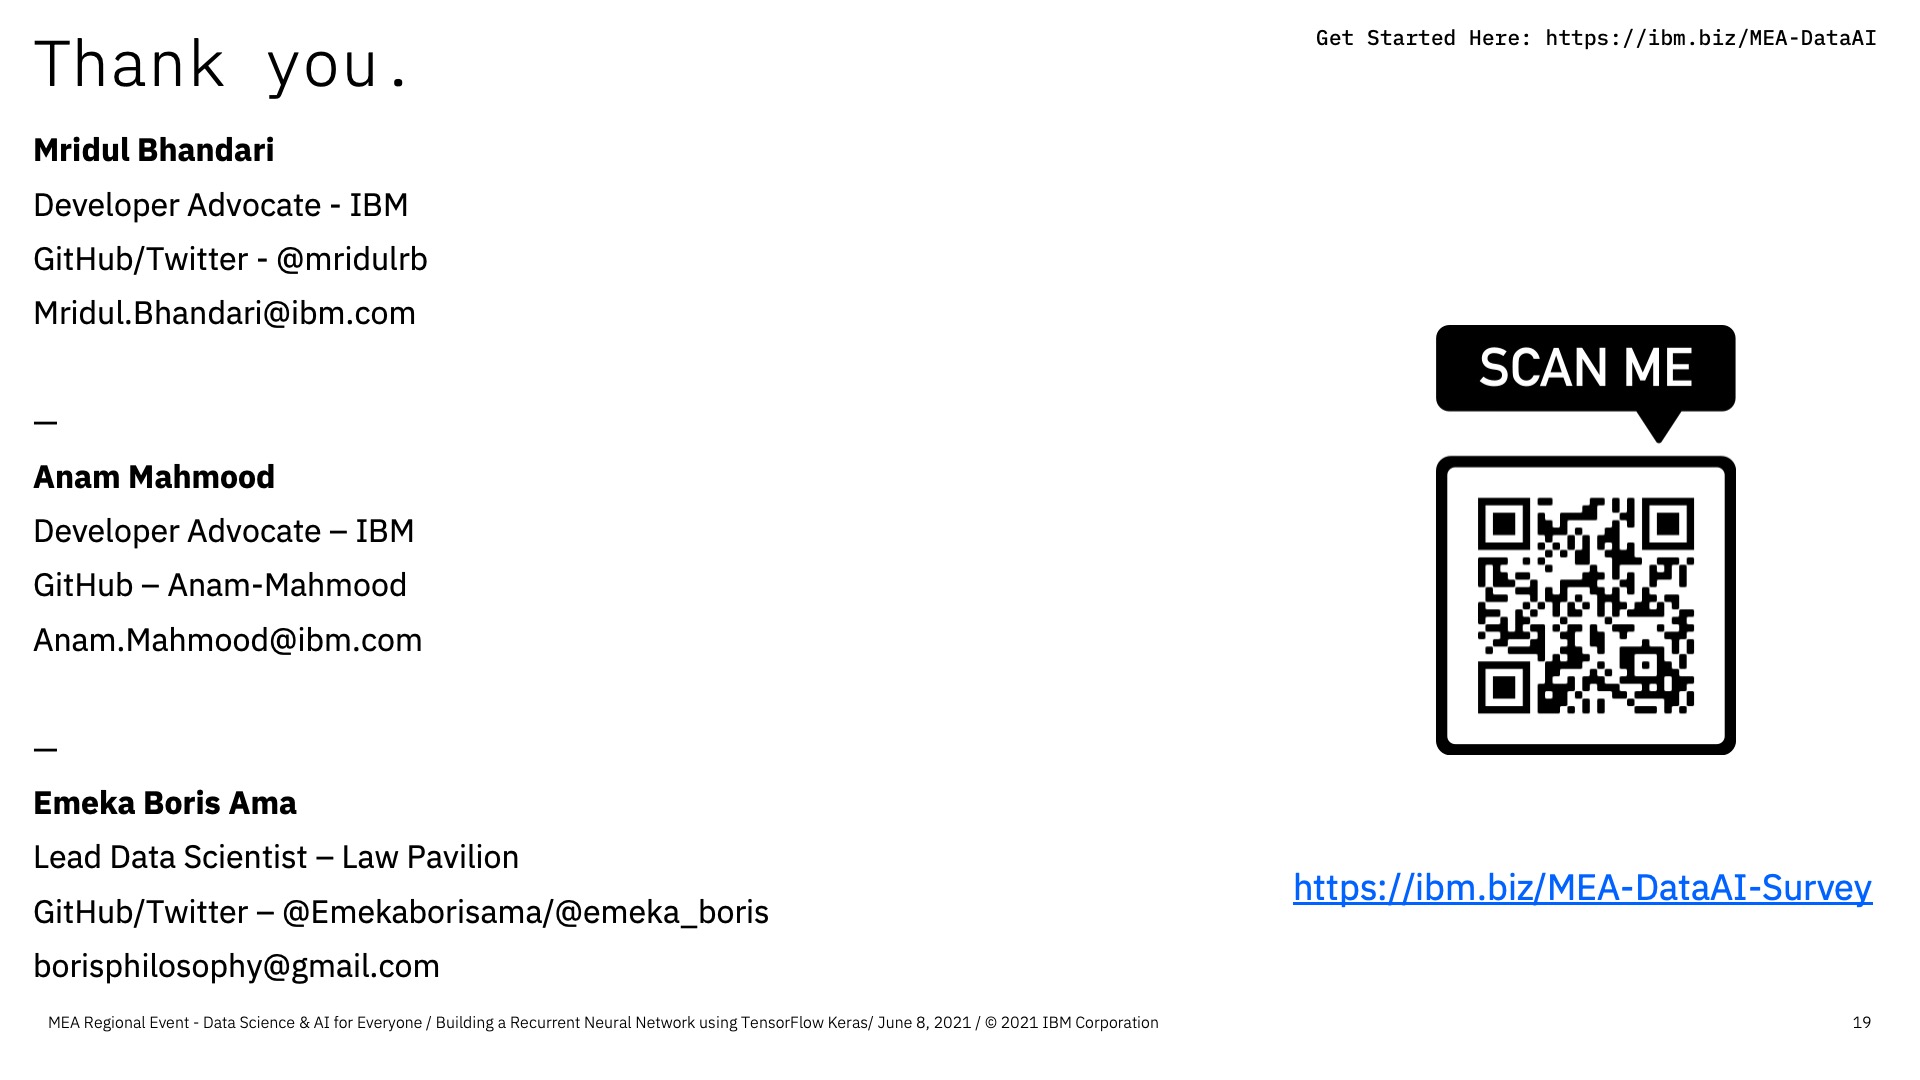 Thank you.
Get Started Here: https://ibm.biz/MEA-DataAI
Mridul Bhandari
Developer Advocate - IBM
GitHub/Twitter - @mridulrb
Mridul.Bhandari@ibm.com
—
Anam Mahmood
Developer Advocate – IBM
GitHub – Anam-Mahmood
Anam.Mahmood@ibm.com
—
Emeka Boris Ama
Lead Data Scientist – Law Pavilion
GitHub/Twitter – @Emekaborisama/@emeka_boris
borisphilosophy@gmail.com
SCAN ME
https://ibm.biz/MEA-DataAI-Survey
MEA Regional Event - Data Science & AI for Everyone / Building a Recurrent Neural Network using TensorFlow Keras/ June 8, 2021 / © 2021 IBM Corporation
19